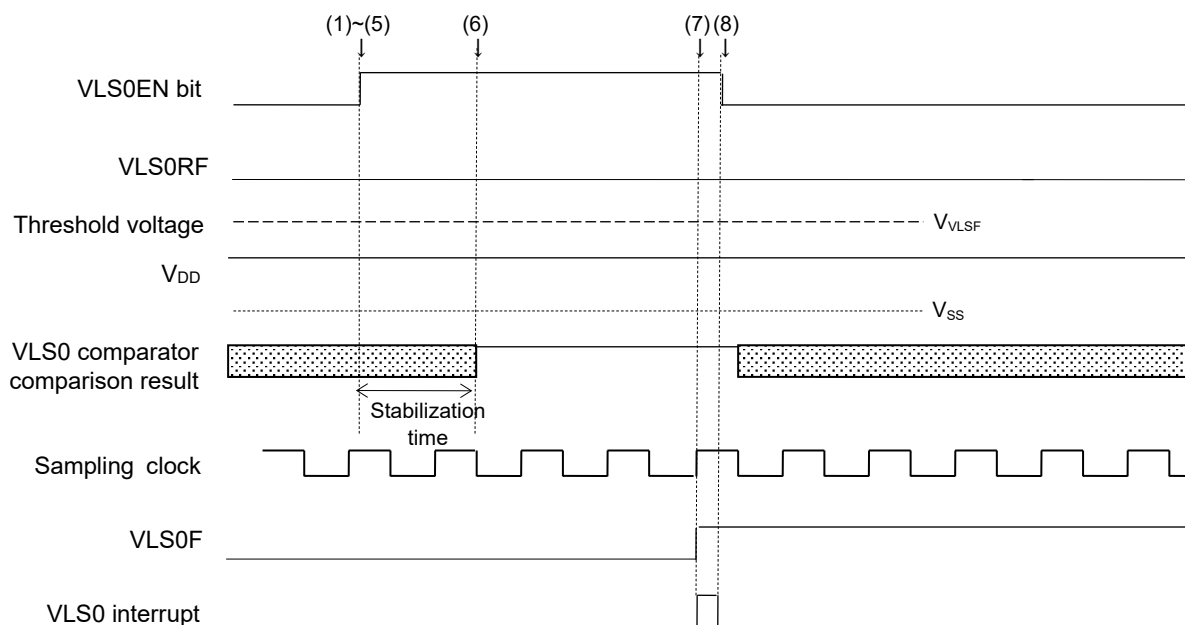 (1)~(5) (6) (7) (8)
VLS0EN bit
VLS0RF
Threshold voltage VVLSF
VDD
VSS
VLS0 comparator
comparison result
Stabilization
time
Sampling clock
VLS0F
VLS0 interrupt